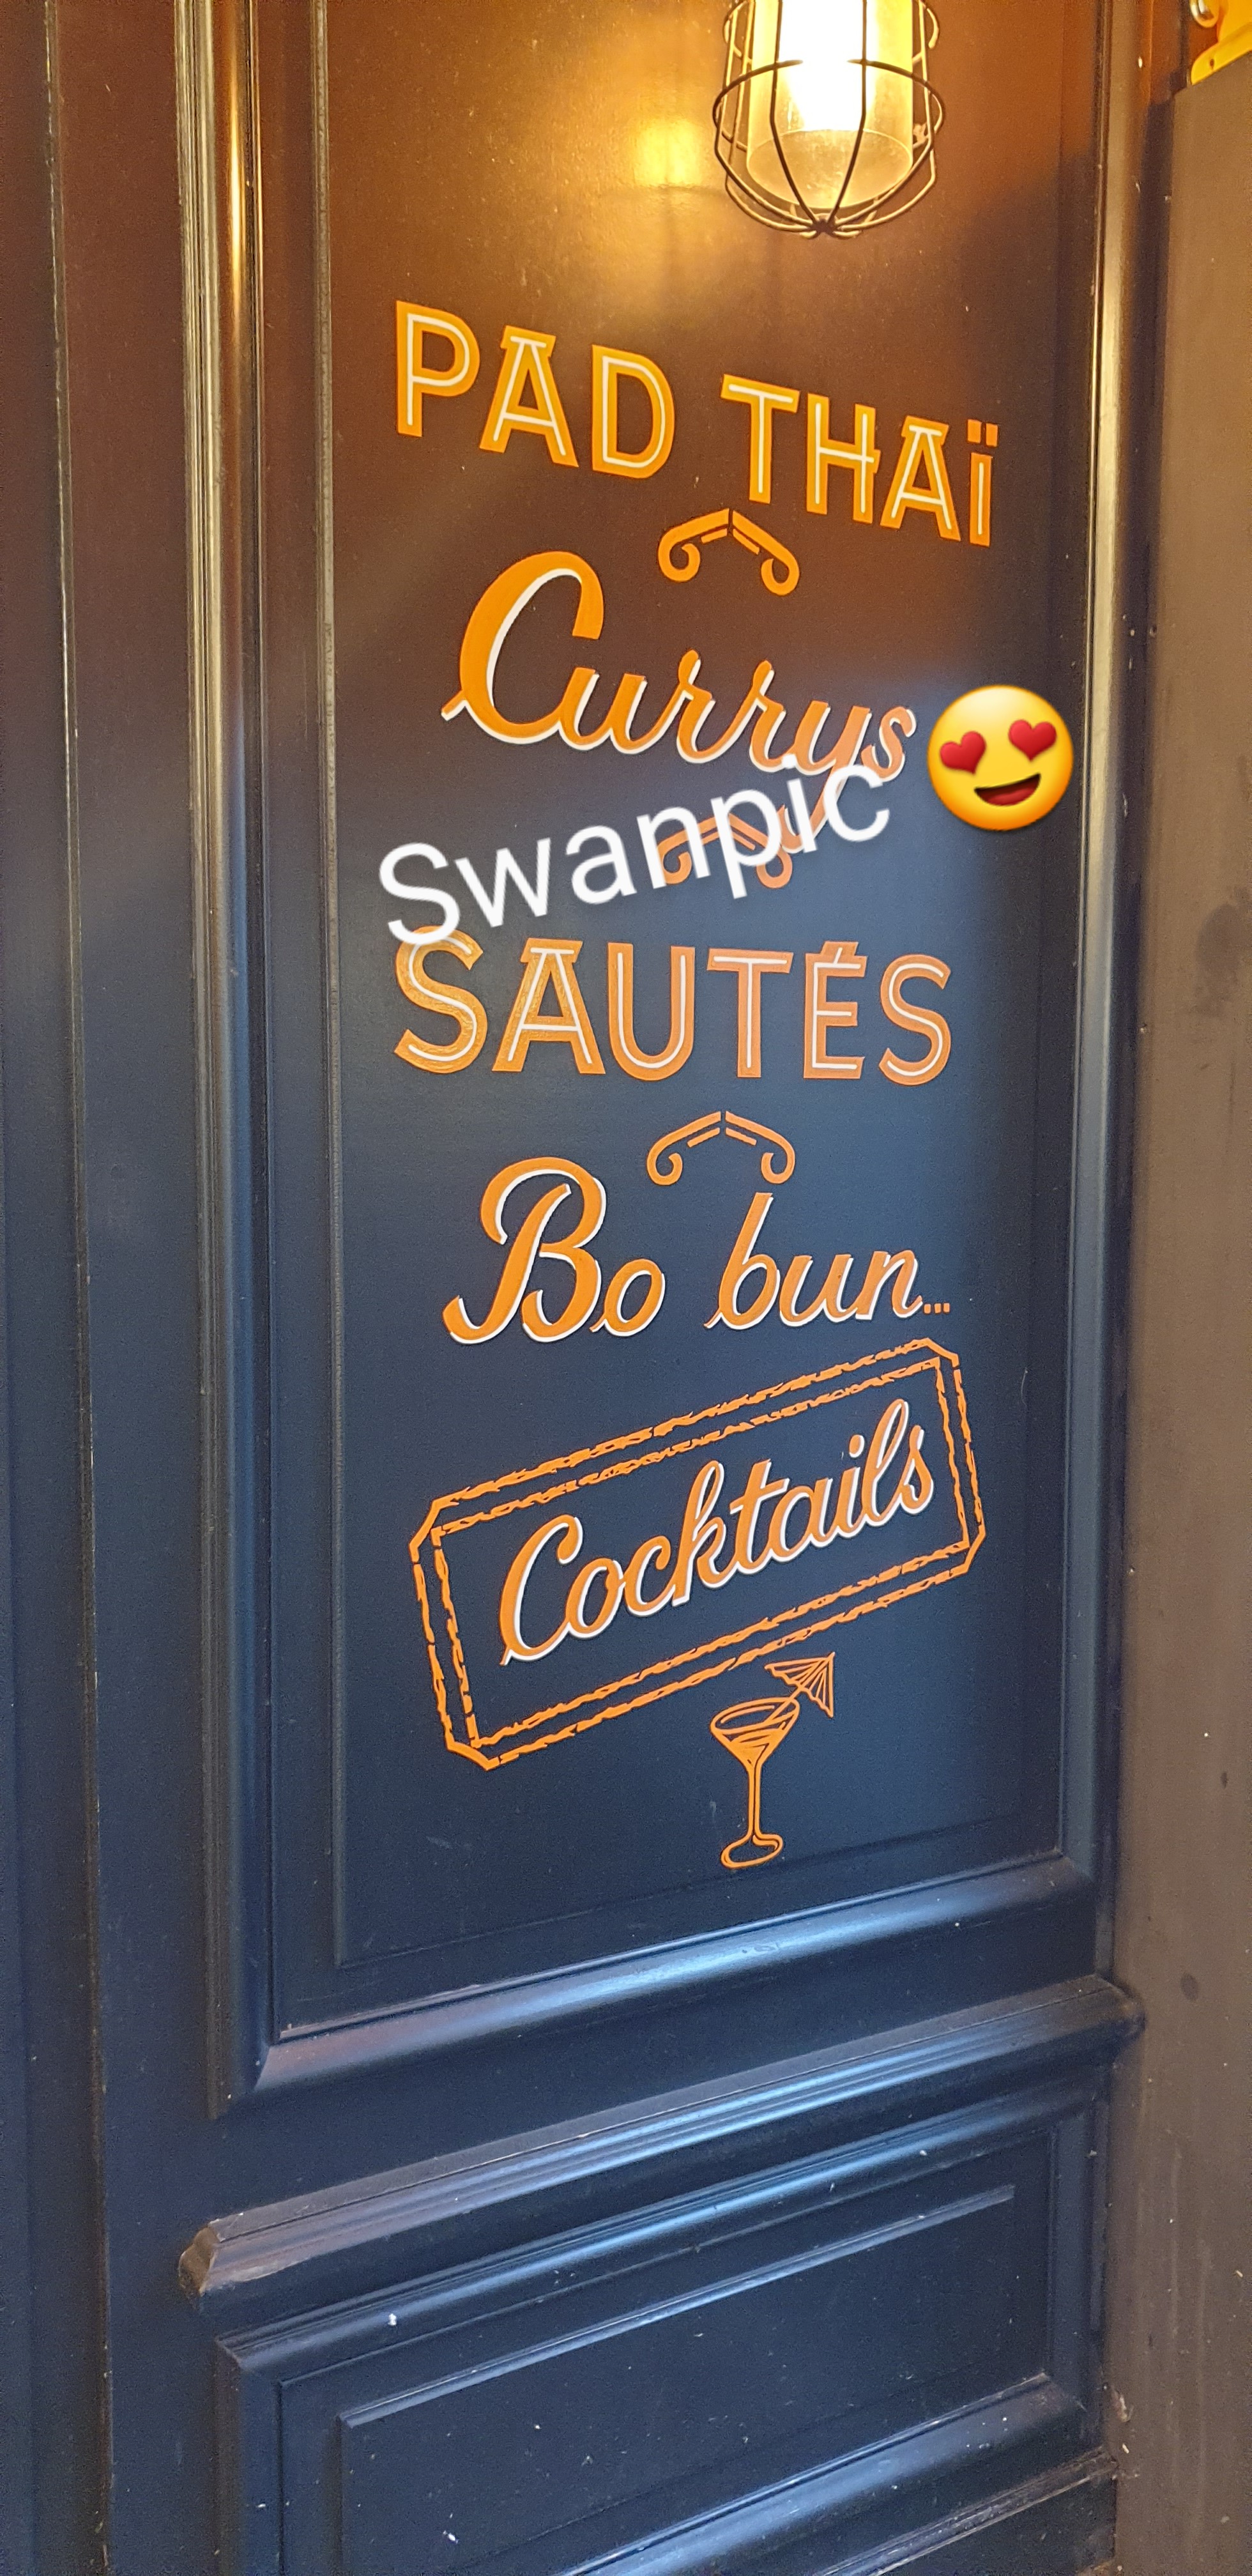 PAD THAÏ
Currys
Swanpic 😍
SAUTÉS
Bo bun...
Cocktails